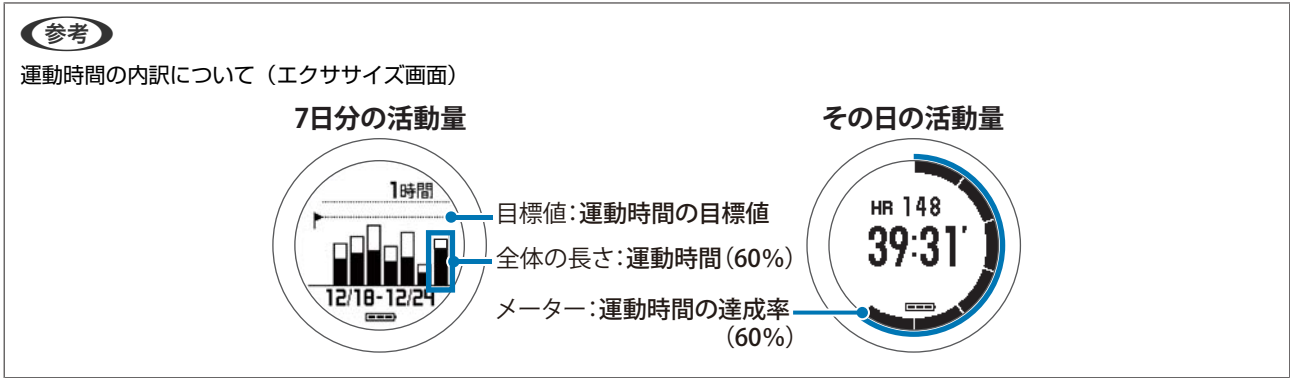 参考
運動時間の内訳について（エクササイズ画面）
7日分の活動量
その日の活動量
1時間
12/18-12/24
目標値：運動時間の目標値
全体の長さ：運動時間（60%）
メーター：運動時間の達成率
（60%）
HR 148
39:31'